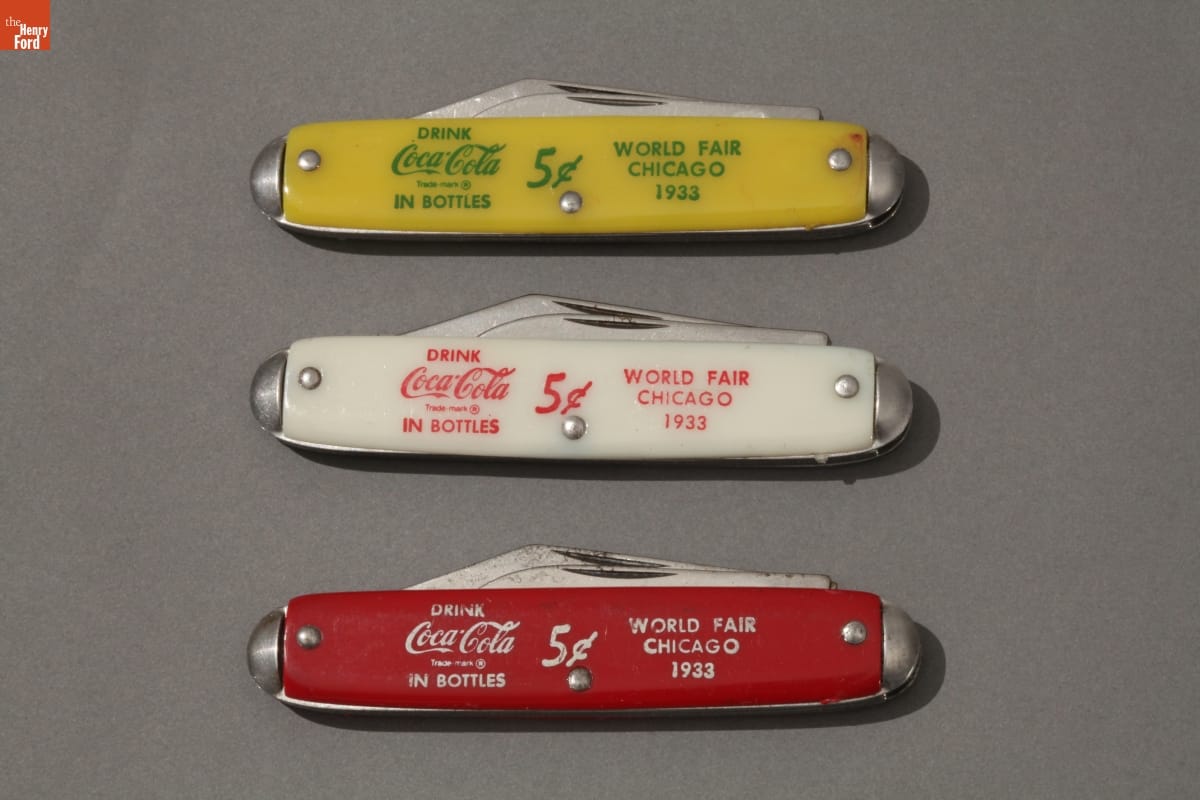 the
Henry
Ford
DRINK
Coca-Cola
Trade-mark ®
IN BOTTLES
5¢
WORLD FAIR
CHICAGO
1933
DRINK
Coca-Cola
Trade-mark ®
IN BOTTLES
5¢
WORLD FAIR
CHICAGO
1933
DRINK
Coca-Cola
Trade-mark ®
IN BOTTLES
5¢
WORLD FAIR
CHICAGO
1933